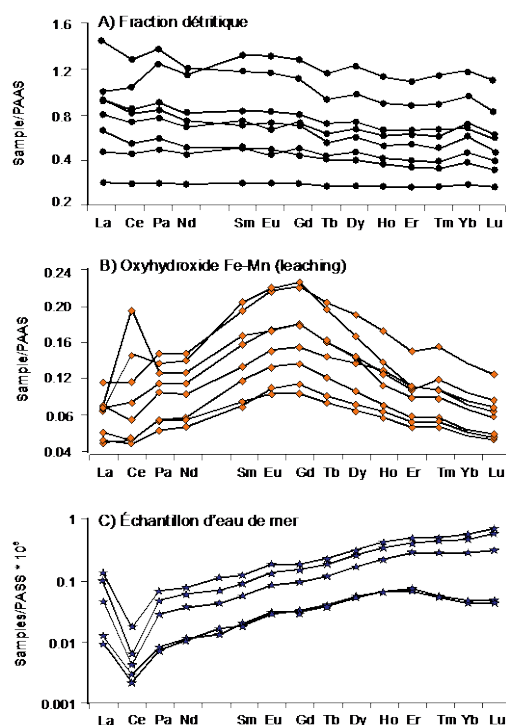 A) Fraction détritique
Sample/PAAS
1.6
1.2
0.8
0.4
0.2
La Ce Pa Nd Sm Eu Gd Tb Dy Ho Er Tm Yb Lu
B) Oxyhydroxide Fe-Mn (leaching)
Sample/PAAS
0.24
0.20
0.16
0.12
0.08
0.04
La Ce Pa Nd Sm Eu Gd Tb Dy Ho Er Tm Yb Lu
C) Échantillon d'eau de mer
Samples/PASS * 10⁶
1
0.1
0.01
0.001
La Ce Pa Nd Sm Eu Gd Tb Dy Ho Er Tm Yb Lu